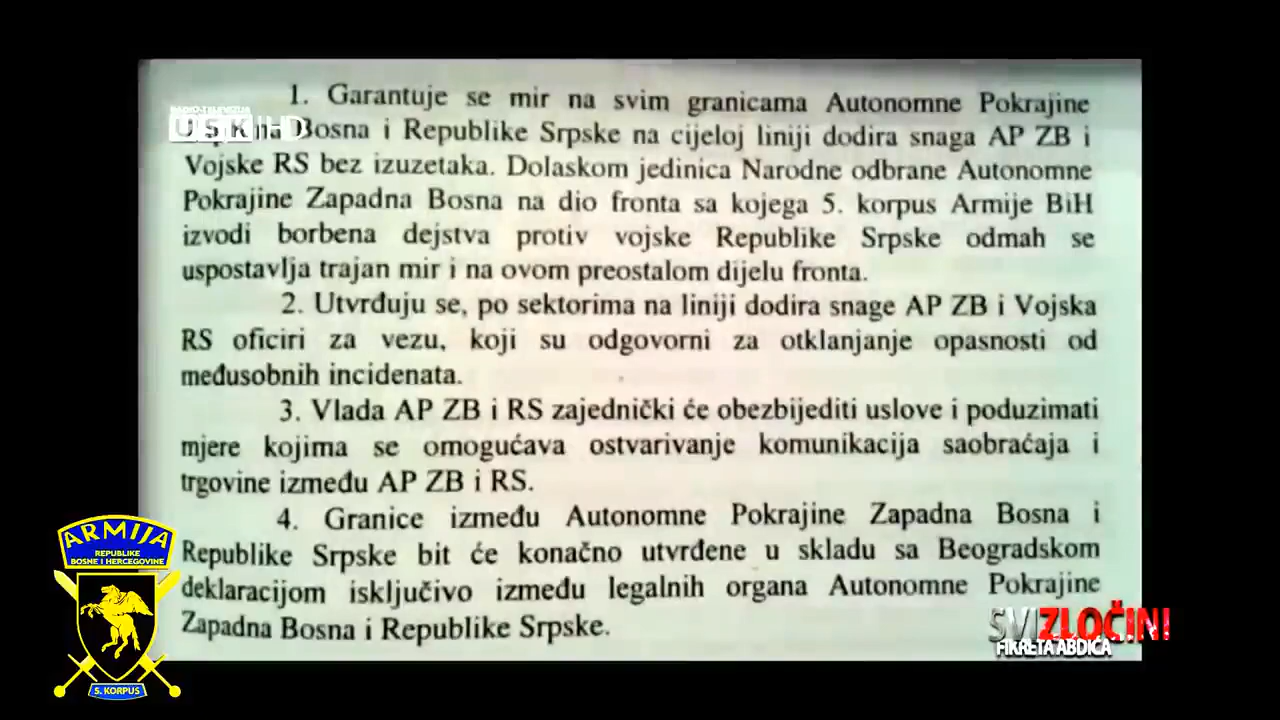 1. Garantuje se mir na svim granicama Autonomne Pokrajine
RADIO-TELEVIZIJA
USK HD
Bosna i Republike Srpske na cijeloj liniji dodira snaga AP ZB i
Vojske RS bez izuzetaka. Dolaskom jedinica Narodne odbrane Autonomne
Pokrajine Zapadna Bosna na dio fronta sa kojega 5. korpus Armije BiH
izvodi borbena dejstva protiv vojske Republike Srpske odmah se
uspostavlja trajan mir i na ovom preostalom dijelu fronta.
2. Utvrđuju se, po sektorima na liniji dodira snage AP ZB i Vojska
RS oficiri za vezu, koji su odgovorni za otklanjanje opasnosti od
međusobnih incidenata.
3. Vlada AP ZB i RS zajednički će obezbijediti uslove i poduzimati
mjere kojima se omogućava ostvarivanje komunikacija saobraćaja i
trgovine između AP ZB i RS.
4. Granice između Autonomne Pokrajine Zapadna Bosna i
Republike Srpske bit će konačno utvrđene u skladu sa Beogradskom
deklaracijom isključivo između legalnih organa Autonomne Pokrajine
Zapadna Bosna i Republike Srpske.
ARMIJA
REPUBLIKE
BOSNE I HERCEGOVINE
5. KORPUS
SVI ZLOČINI
FIKRETA ABDIĆA